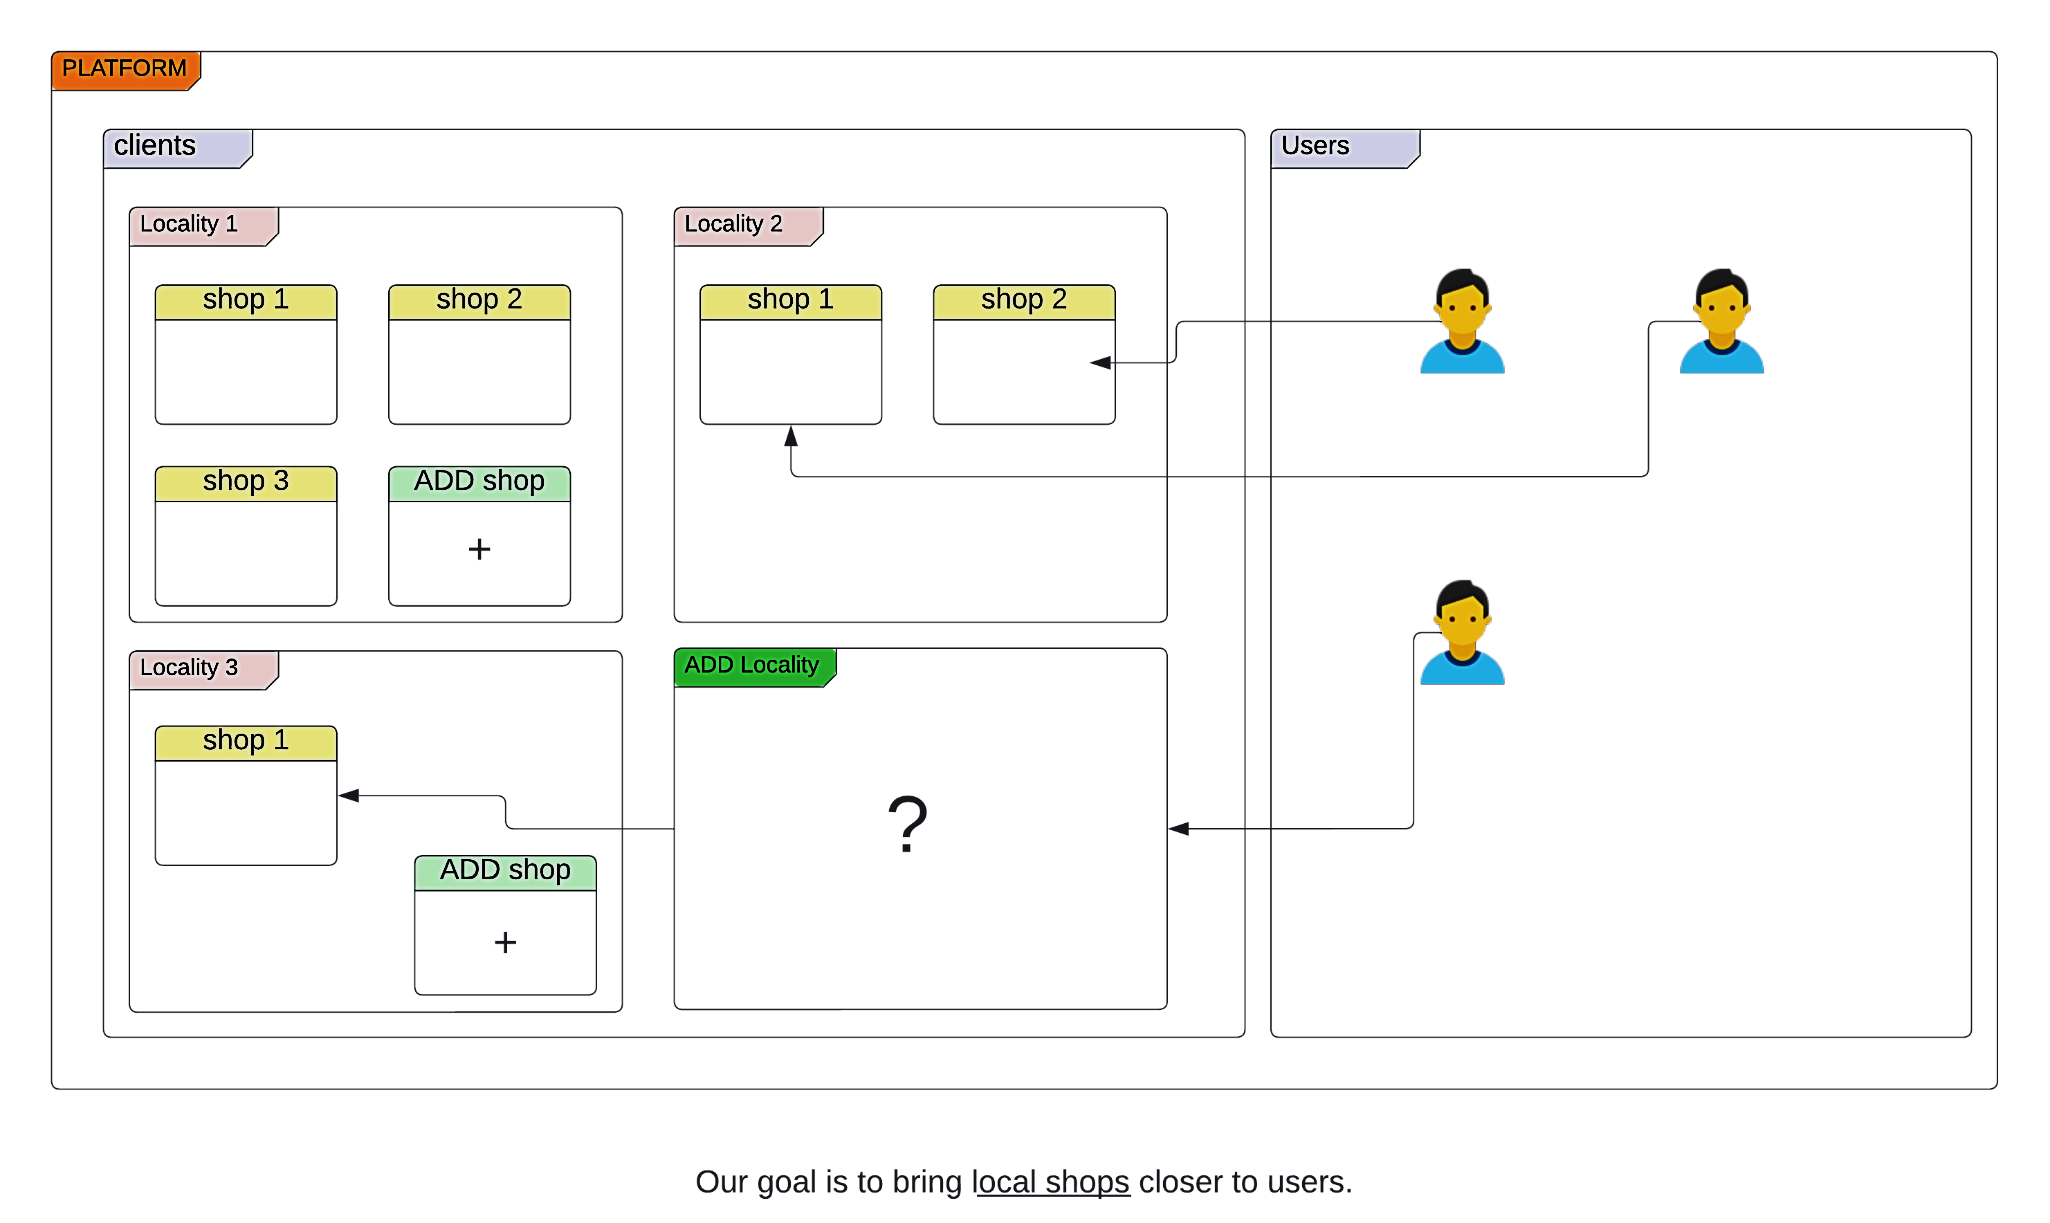 PLATFORM
clients
Users
Locality 1
Locality 2
shop 1
shop 2
shop 1
shop 2
shop 3
ADD shop
+
Locality 3
ADD Locality
shop 1
?
ADD shop
+
Our goal is to bring local shops closer to users.